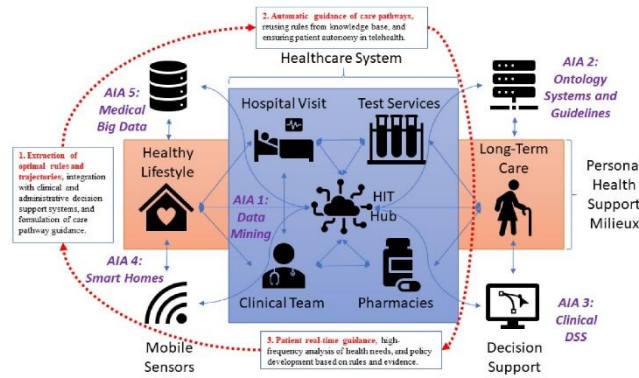 2. Automatic guidance of care pathways,
reusing rules from knowledge base, and
ensuring patient autonomy in telehealth.
Healthcare System
AIA 5:
Medical
Big Data
Hospital Visit
Test Services
AIA 2:
Ontology
Systems and
Guidelines
1. Extraction of
optimal rules and
trajectories, integration
with clinical and
administrative decision
support systems, and
formulation of care
pathway guidance.
Healthy
Lifestyle
AIA 1:
Data
Mining
HIT
Hub
Long-Term
Care
Personal
Health
Support
Milieux
AIA 4:
Smart Homes
Clinical Team
Pharmacies
AIA 3:
Clinical
DSS
Mobile
Sensors
3. Patient real-time guidance, high-
frequency analysis of health needs, and policy
development based on rules and evidence.
Decision
Support